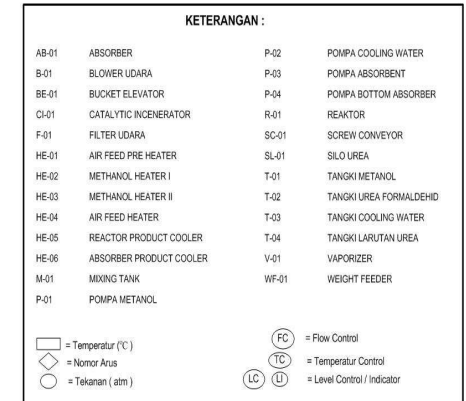 KETERANGAN :
AB-01 ABSORBER P-02 POMPA COOLING WATER
B-01 BLOWER UDARA P-03 POMPA ABSORBENT
BE-01 BUCKET ELEVATOR P-04 POMPA BOTTOM ABSORBER
CI-01 CATALYTIC INCENERATOR R-01 REAKTOR
F-01 FILTER UDARA SC-01 SCREW CONVEYOR
HE-01 AIR FEED PRE HEATER SL-01 SILO UREA
HE-02 METHANOL HEATER I T-01 TANGKI METANOL
HE-03 METHANOL HEATER II T-02 TANGKI UREA FORMALDEHID
HE-04 AIR FEED HEATER T-03 TANGKI COOLING WATER
HE-05 REACTOR PRODUCT COOLER T-04 TANGKI LARUTAN UREA
HE-06 ABSORBER PRODUCT COOLER V-01 VAPORIZER
M-01 MIXING TANK WF-01 WEIGHT FEEDER
P-01 POMPA METANOL
= Temperatur (°C ) FC = Flow Control
= Nomor Arus TC = Temperatur Control
= Tekanan ( atm ) LC LI = Level Control / Indicator